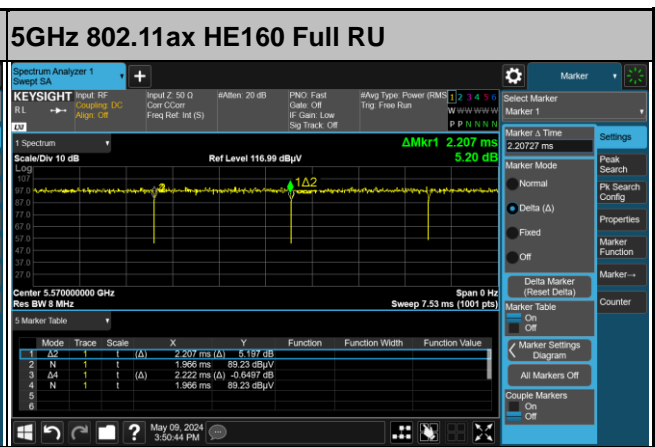 5GHz 802.11ax HE160 Full RU
Spectrum Analyzer 1
Swept SA
+
Marker
KEYSIGHT
RL
LXI
Input: RF
Coupling: DC
Align: Off
Input Z: 50 Ω
Corr CCorr
Freq Ref: Int (S)
#Atten: 20 dB
PNO: Fast
Gate: Off
IF Gain: Low
Sig Track: Off
#Avg Type: Power (RMS
Trig: Free Run
1 2 3 4 5 6
W W W W W W
P P N N N N
Select Marker
Marker 1
Marker Δ Time
2.20727 ms
Settings
1 Spectrum
ΔMkr1 2.207 ms
Scale/Div 10 dB
Ref Level 116.99 dBµV
5.20 dB
Log
107
97.0
87.0
77.0
67.0
57.0
47.0
37.0
27.0
2
1Δ2
Marker Mode
Normal
Delta (Δ)
Fixed
Off
Peak Search
Pk Search Config
Properties
Marker Function
Marker→
Counter
Center 5.570000000 GHz
Span 0 Hz
Res BW 8 MHz
Sweep 7.53 ms (1001 pts)
Delta Marker
(Reset Delta)
Marker Table
On
Off
5 Marker Table
Mode Trace Scale X Y Function Function Width Function Value
1 Δ2 1 t (Δ) 2.207 ms (Δ) 5.197 dB
2 N 1 t 1.966 ms 89.23 dBµV
3 Δ4 1 t (Δ) 2.222 ms (Δ) -0.6497 dB
4 N 1 t 1.966 ms 89.23 dBµV
5
6
Marker Settings
Diagram
All Markers Off
Couple Markers
On
Off
?
May 09, 2024
3:50:44 PM